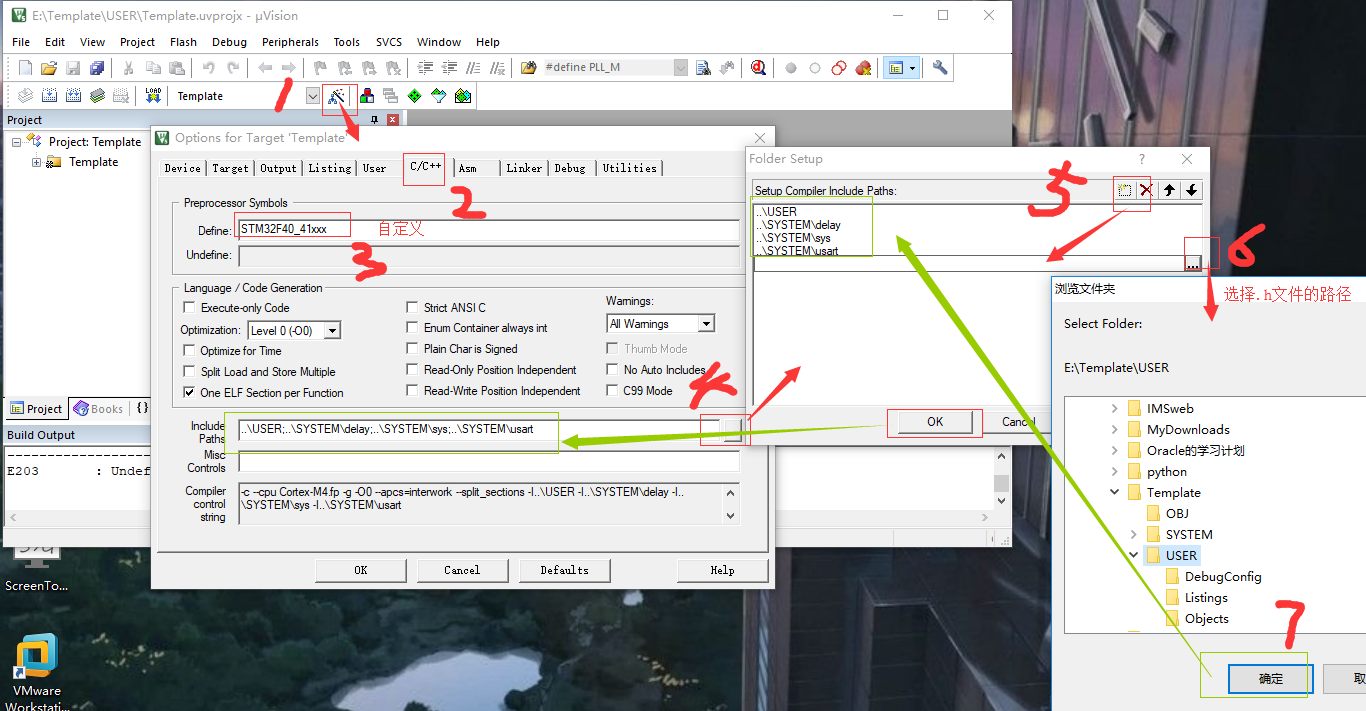 E:\Template\USER\Template.uvprojx - µVision
File Edit View Project Flash Debug Peripherals Tools SVCS Window Help
#define PLL_M
LOAD
Template
1
Project
Project: Template
Template
Project
Books
{}
Build Output
E203 : Undef
Options for Target 'Template'
Device Target Output Listing User C/C++ Asm Linker Debug Utilities
2
Preprocessor Symbols
Define: STM32F40_41xxx
自定义
3
Undefine:
Language / Code Generation
Execute-only Code
Optimization: Level 0 (-O0)
Optimize for Time
Split Load and Store Multiple
One ELF Section per Function
Strict ANSI C
Enum Container always int
Plain Char is Signed
Read-Only Position Independent
Read-Write Position Independent
Warnings:
All Warnings
Thumb Mode
No Auto Includes
C99 Mode
4
Include Paths
..\USER;..\SYSTEM\delay;..\SYSTEM\sys;..\SYSTEM\usart
Misc Controls
Compiler control string
-c --cpu Cortex-M4.fp -g -O0 --apcs=interwork --split_sections -I..\USER -I..\SYSTEM\delay -I..
\SYSTEM\sys -I..\SYSTEM\usart
OK Cancel Defaults Help
Folder Setup
?
Setup Compiler Include Paths:
5
..\USER
..\SYSTEM\delay
..\SYSTEM\sys
..\SYSTEM\usart
...
6
OK Cancel
浏览文件夹
选择.h文件的路径
Select Folder:
E:\Template\USER
IMSweb
MyDownloads
Oracle的学习计划
python
Template
OBJ
SYSTEM
USER
DebugConfig
Listings
Objects
7
确定
取
ScreenTo...
VMware
Workstati...